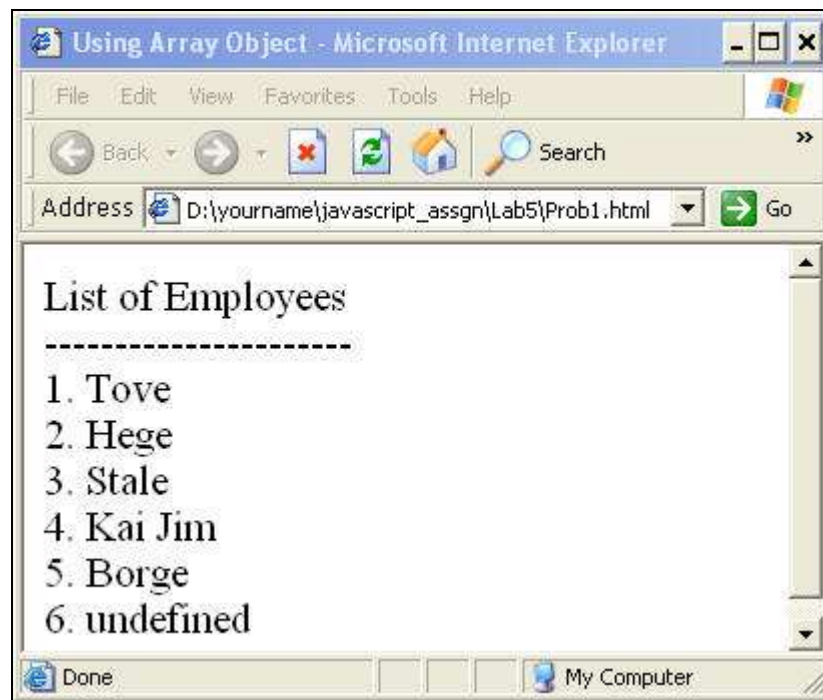 Using Array Object - Microsoft Internet Explorer
File Edit View Favorites Tools Help
Back Search »
Address D:\yourname\javascript_assgn\Lab5\Prob1.html Go
List of Employees
----------------------
1. Tove
2. Hege
3. Stale
4. Kai Jim
5. Borge
6. undefined
Done My Computer